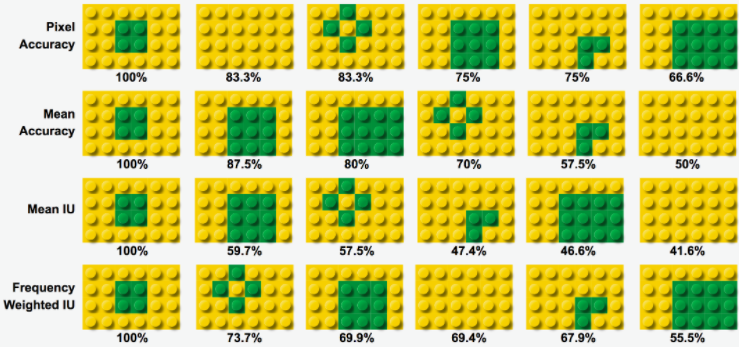 Pixel
Accuracy
100% 83.3% 83.3% 75% 75% 66.6%
Mean
Accuracy
100% 87.5% 80% 70% 57.5% 50%
Mean IU
100% 59.7% 57.5% 47.4% 46.6% 41.6%
Frequency
Weighted IU
100% 73.7% 69.9% 69.4% 67.9% 55.5%